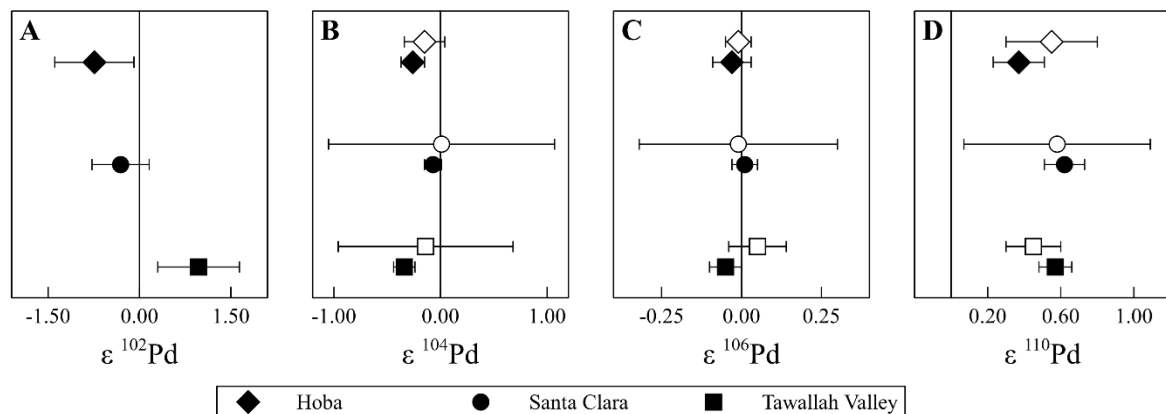 A B C D
-1.50 0.00 1.50 -1.00 0.00 1.00 -0.25 0.00 0.25 0.20 0.60 1.00
ε ¹⁰²Pd ε ¹⁰⁴Pd ε ¹⁰⁶Pd ε ¹¹⁰Pd
Hoba Santa Clara Tawallah Valley